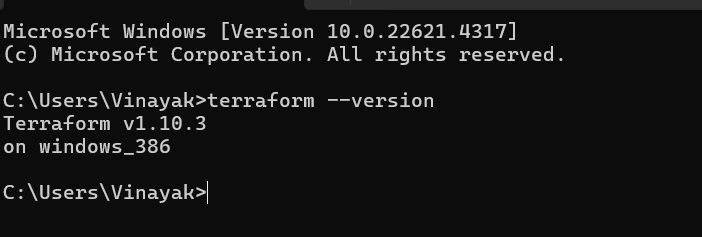 Microsoft Windows [Version 10.0.22621.4317]
(c) Microsoft Corporation. All rights reserved.
C:\Users\Vinayak>terraform --version
Terraform v1.10.3
on windows_386
C:\Users\Vinayak>